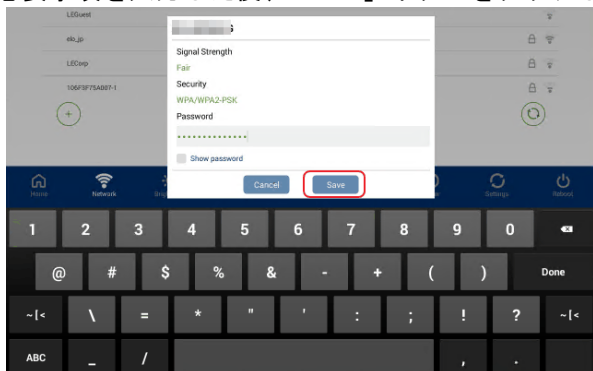 LEGuest
elo_jp
LECorp
106F3F75A007-1
Signal Strength
Fair
Security
WPA/WPA2-PSK
Password
••••••••••••••
Show password
Cancel Save
Home Network Settings Reboot
1 2 3 4 5 6 7 8 9 0
@ # $ % & - + ( ) Done
~[< \ = * " ' : ; ! ? ~[<
ABC _ / , .